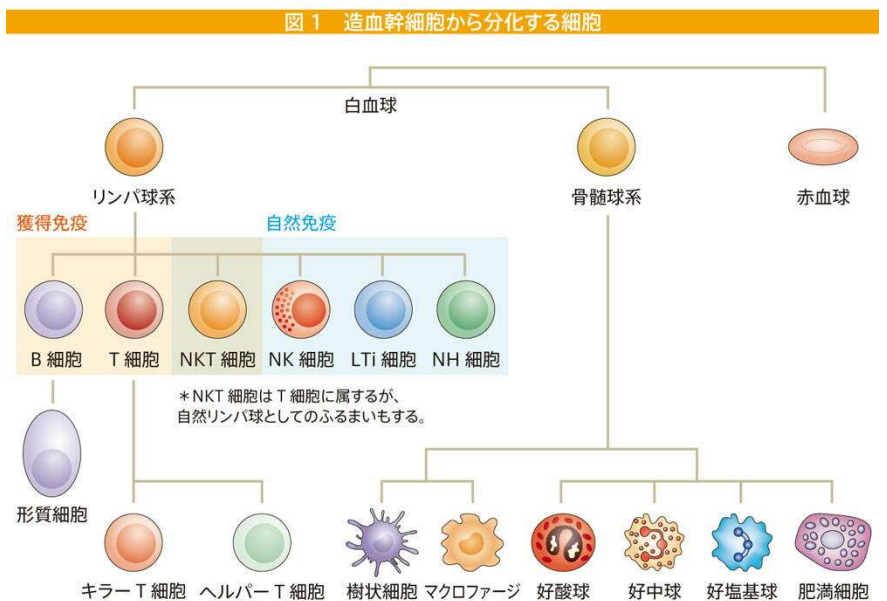 図 1 造血幹細胞から分化する細胞
白血球
リンパ球系
骨髄球系
赤血球
獲得免疫
自然免疫
B 細胞
T 細胞
NKT 細胞
NK 細胞
LTi 細胞
NH 細胞
*NKT 細胞は T 細胞に属するが、
自然リンパ球としてのふるまいもする。
形質細胞
キラー T 細胞
ヘルパー T 細胞
樹状細胞
マクロファージ
好酸球
好中球
好塩基球
肥満細胞